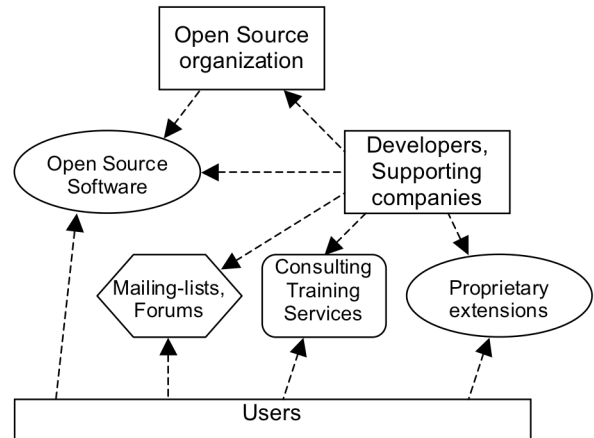 Open Source
organization
Developers,
Supporting
companies
Open Source
Software
Mailing-lists,
Forums
Consulting
Training
Services
Proprietary
extensions
Users